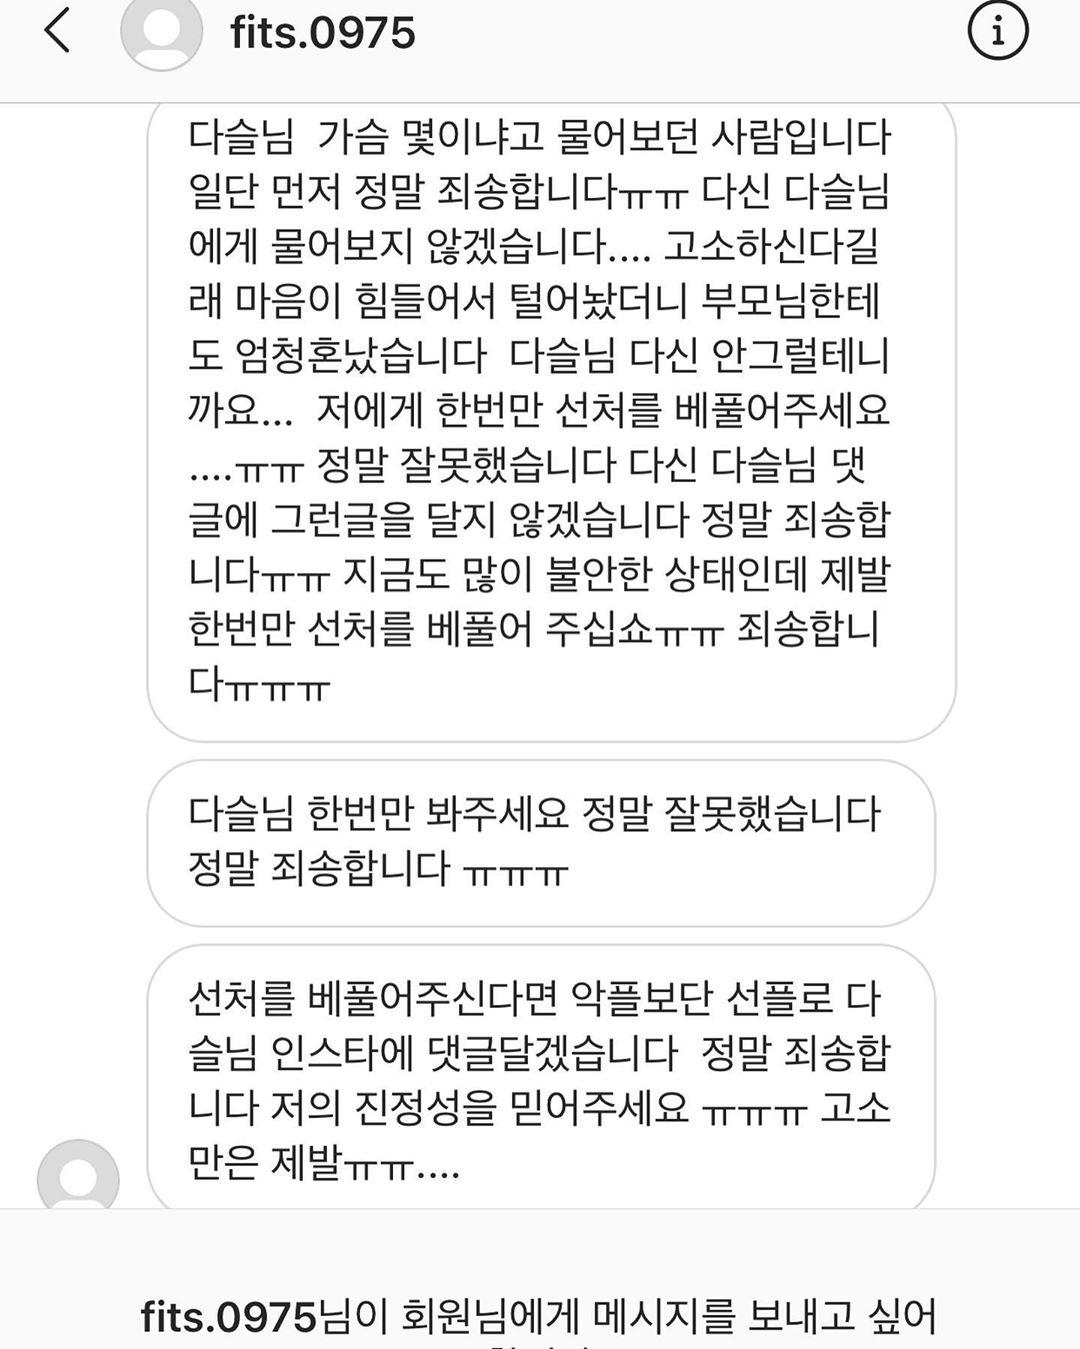 fits.0975
다슬님  가슴 몇이냐고 물어보던 사람입니다
일단 먼저 정말 죄송합니다ㅠㅠ 다신 다슬님
에게 물어보지 않겠습니다.... 고소하신다길
래 마음이 힘들어서 털어놨더니 부모님한테
도 엄청혼났습니다  다슬님 다신 안그럴테니
까요...  저에게 한번만 선처를 베풀어주세요
....ㅠㅠ 정말 잘못했습니다 다신 다슬님 댓
글에 그런글을 달지 않겠습니다 정말 죄송합
니다ㅠㅠ 지금도 많이 불안한 상태인데 제발
한번만 선처를 베풀어 주십쇼ㅠㅠ 죄송합니
다ㅠㅠㅠ
다슬님 한번만 봐주세요 정말 잘못했습니다
정말 죄송합니다 ㅠㅠㅠ
선처를 베풀어주신다면 악플보단 선플로 다
슬님 인스타에 댓글달겠습니다  정말 죄송합
니다 저의 진정성을 믿어주세요 ㅠㅠㅠ 고소
만은 제발ㅠㅠ....
fits.0975님이 회원님에게 메시지를 보내고 싶어